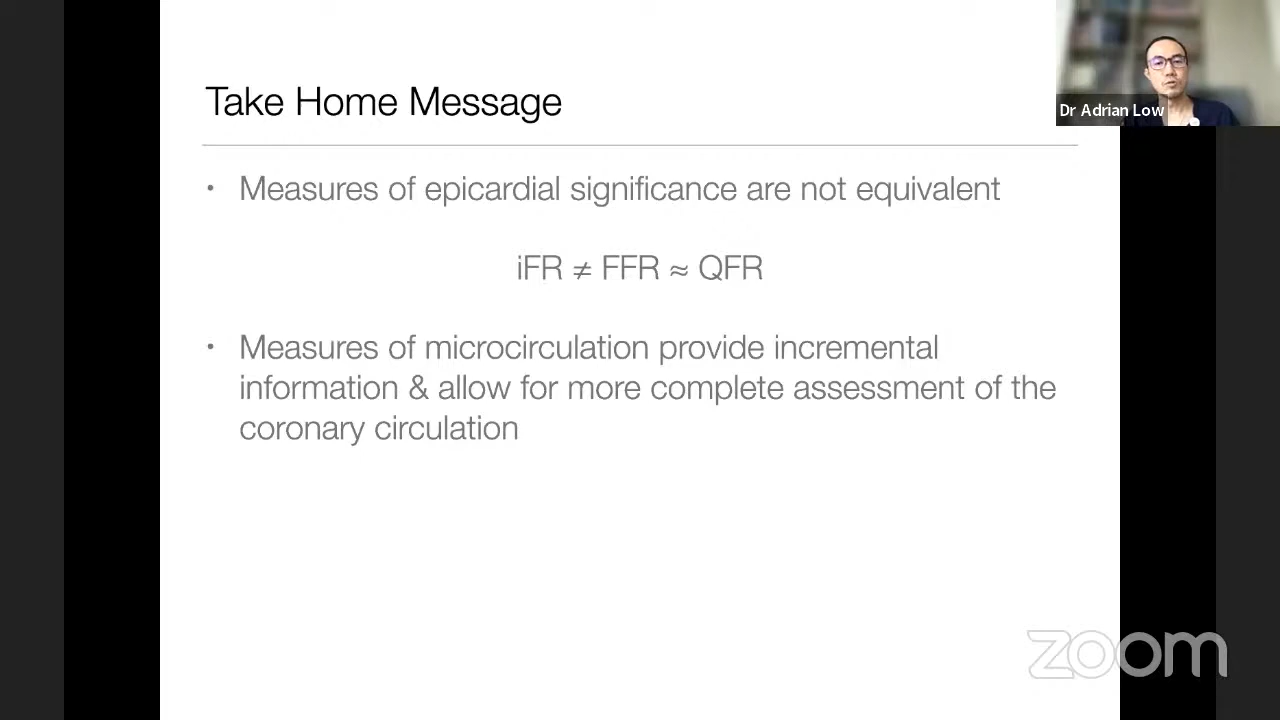 Take Home Message
Dr Adrian Low
• Measures of epicardial significance are not equivalent
iFR ≠ FFR ≈ QFR
• Measures of microcirculation provide incremental
information & allow for more complete assessment of the
coronary circulation
zoom